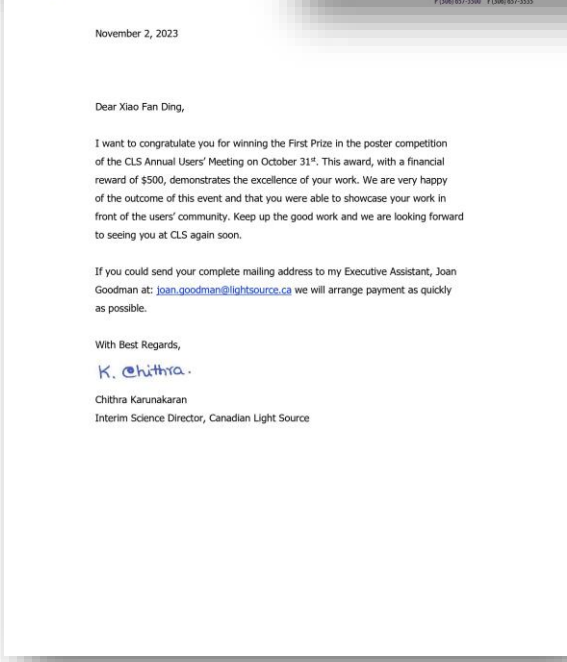 November 2, 2023
Dear Xiao Fan Ding,
I want to congratulate you for winning the First Prize in the poster competition
of the CLS Annual Users' Meeting on October 31st. This award, with a financial
reward of $500, demonstrates the excellence of your work. We are very happy
of the outcome of this event and that you were able to showcase your work in
front of the users' community. Keep up the good work and we are looking forward
to seeing you at CLS again soon.
If you could send your complete mailing address to my Executive Assistant, Joan
Goodman at: joan.goodman@lightsource.ca we will arrange payment as quickly
as possible.
With Best Regards,
K. Chithra.
Chithra Karunakaran
Interim Science Director, Canadian Light Source